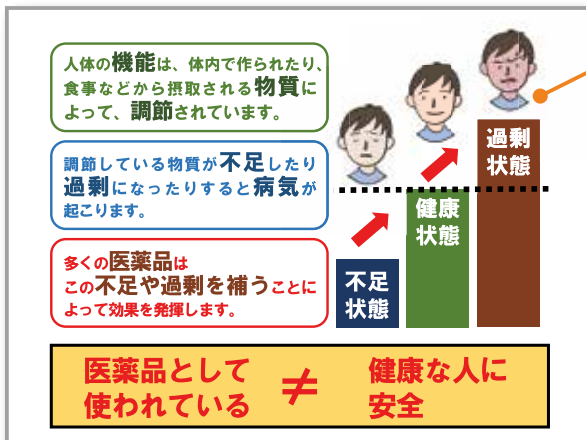 人体の機能は、体内で作られたり、
食事などから摂取される物質に
よって、調節されています。
調節している物質が不足したり
過剰になったりすると病気が
起こります。
多くの医薬品は
この不足や過剰を補うことに
よって効果を発揮します。
不足
状態
健康
状態
過剰
状態
医薬品として
使われている
≠
健康な人に
安全